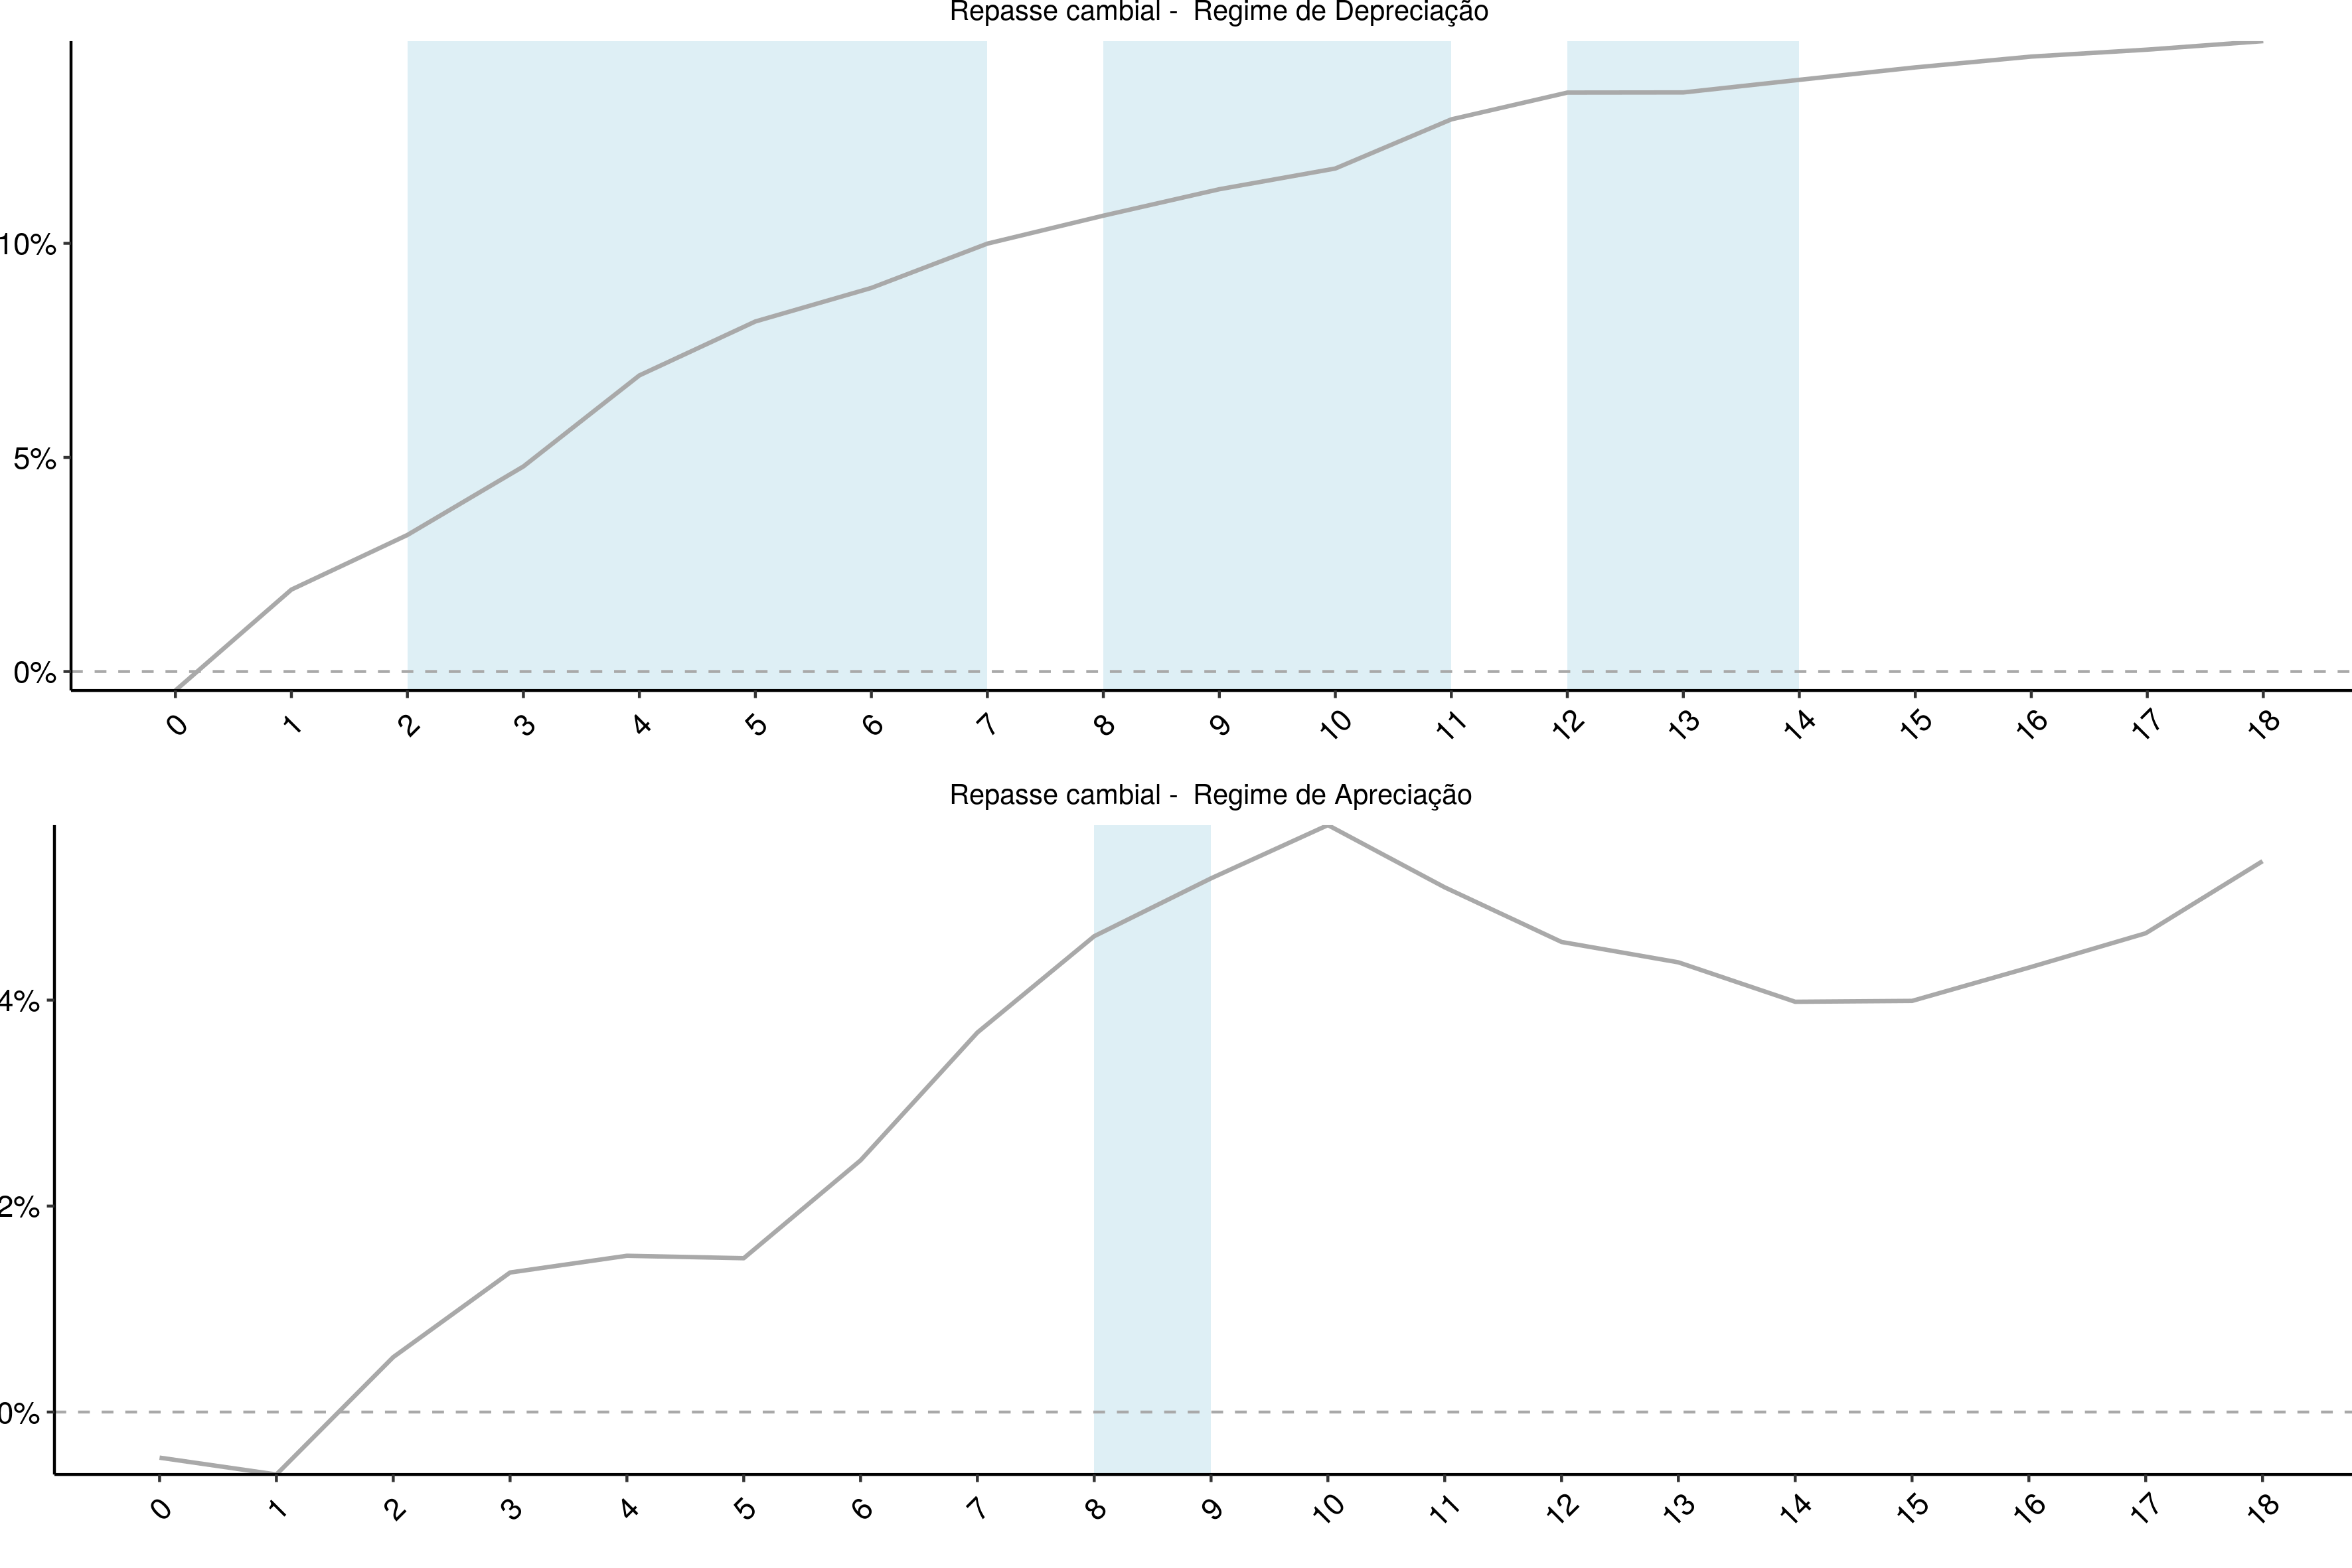 Repasse cambial -  Regime de Depreciação
10%
5%
0%
0 1 2 3 4 5 6 7 8 9 10 11 12 13 14 15 16 17 18
Repasse cambial -  Regime de Apreciação
4%
2%
0%
0 1 2 3 4 5 6 7 8 9 10 11 12 13 14 15 16 17 18